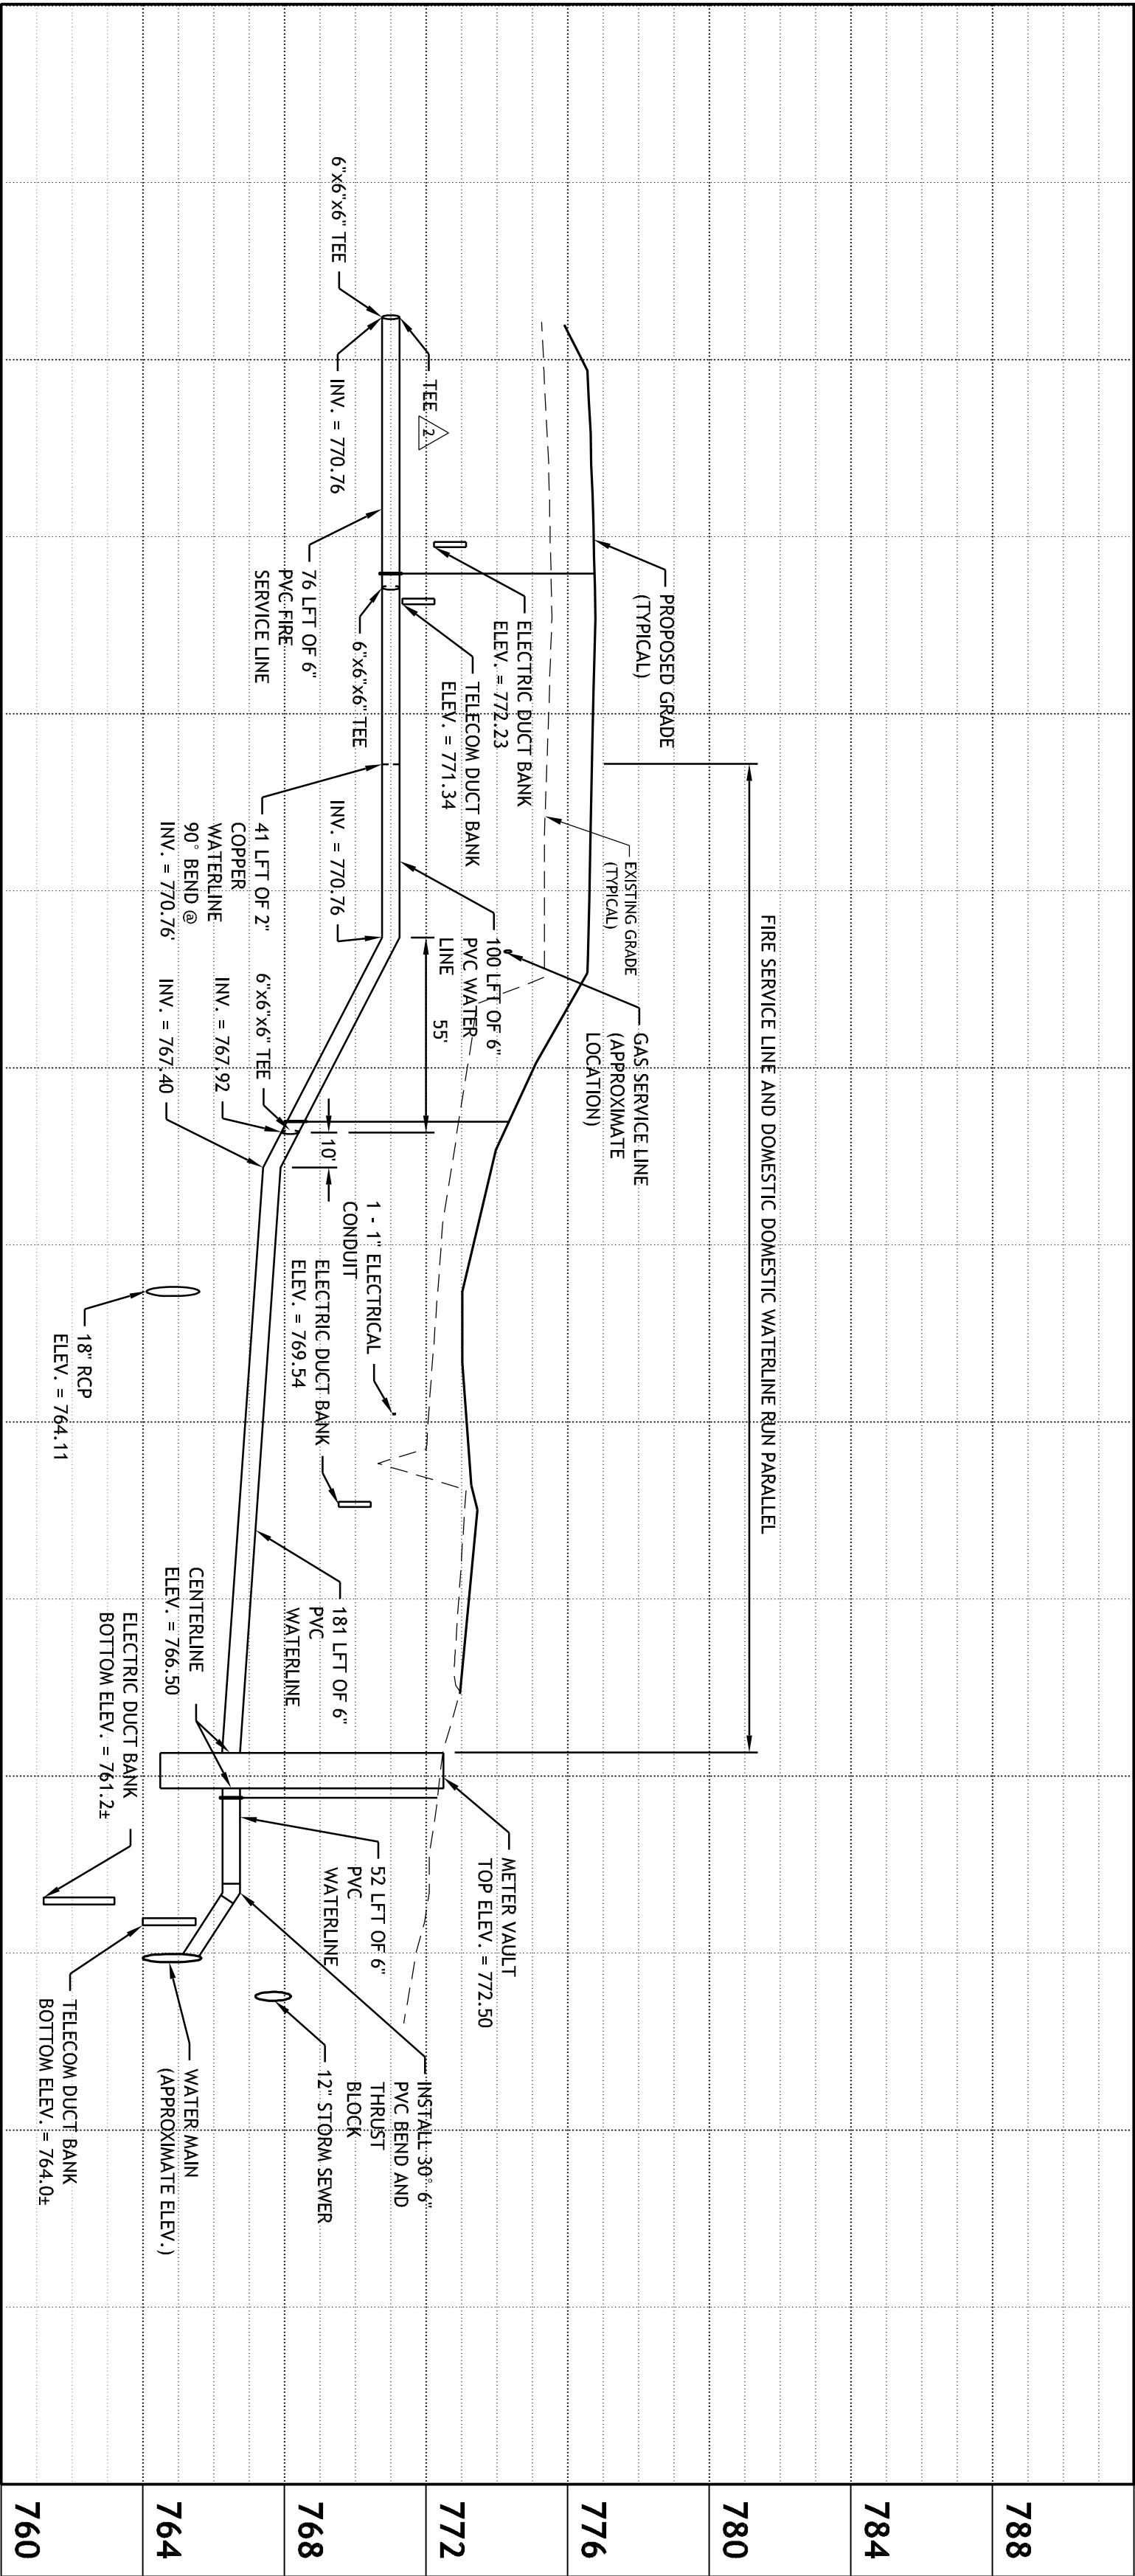 FIRE SERVICE LINE AND DOMESTIC DOMESTIC WATERLINE RUN PARALLEL
PROPOSED GRADE
(TYPICAL)
EXISTING GRADE
(TYPICAL)
GAS SERVICE LINE
(APPROXIMATE
LOCATION)
ELECTRIC DUCT BANK
ELEV. = 772.23
TELECOM DUCT BANK
ELEV. = 771.34
100 LFT OF 6"
PVC WATER
LINE
55'
METER VAULT
TOP ELEV. = 772.50
TEE
2
6"x6"x6" TEE
INV. = 770.76
6"x6"x6" TEE
INV. = 770.76
76 LFT OF 6"
PVC FIRE
SERVICE LINE
41 LFT OF 2"
COPPER
WATERLINE
90° BEND @
INV. = 770.76'
10'
6"x6"x6" TEE
INV. = 767.92
INV. = 767.40
1 - 1" ELECTRICAL
CONDUIT
ELECTRIC DUCT BANK
ELEV. = 769.54
18" RCP
ELEV. = 764.11
181 LFT OF 6"
PVC
WATERLINE
CENTERLINE
ELEV. = 766.50
ELECTRIC DUCT BANK
BOTTOM ELEV. = 761.2±
52 LFT OF 6"
PVC
WATERLINE
INSTALL 30° 6"
PVC BEND AND
THRUST
BLOCK
12" STORM SEWER
WATER MAIN
(APPROXIMATE ELEV.)
TELECOM DUCT BANK
BOTTOM ELEV. = 764.0±
788
784
780
776
772
768
764
760